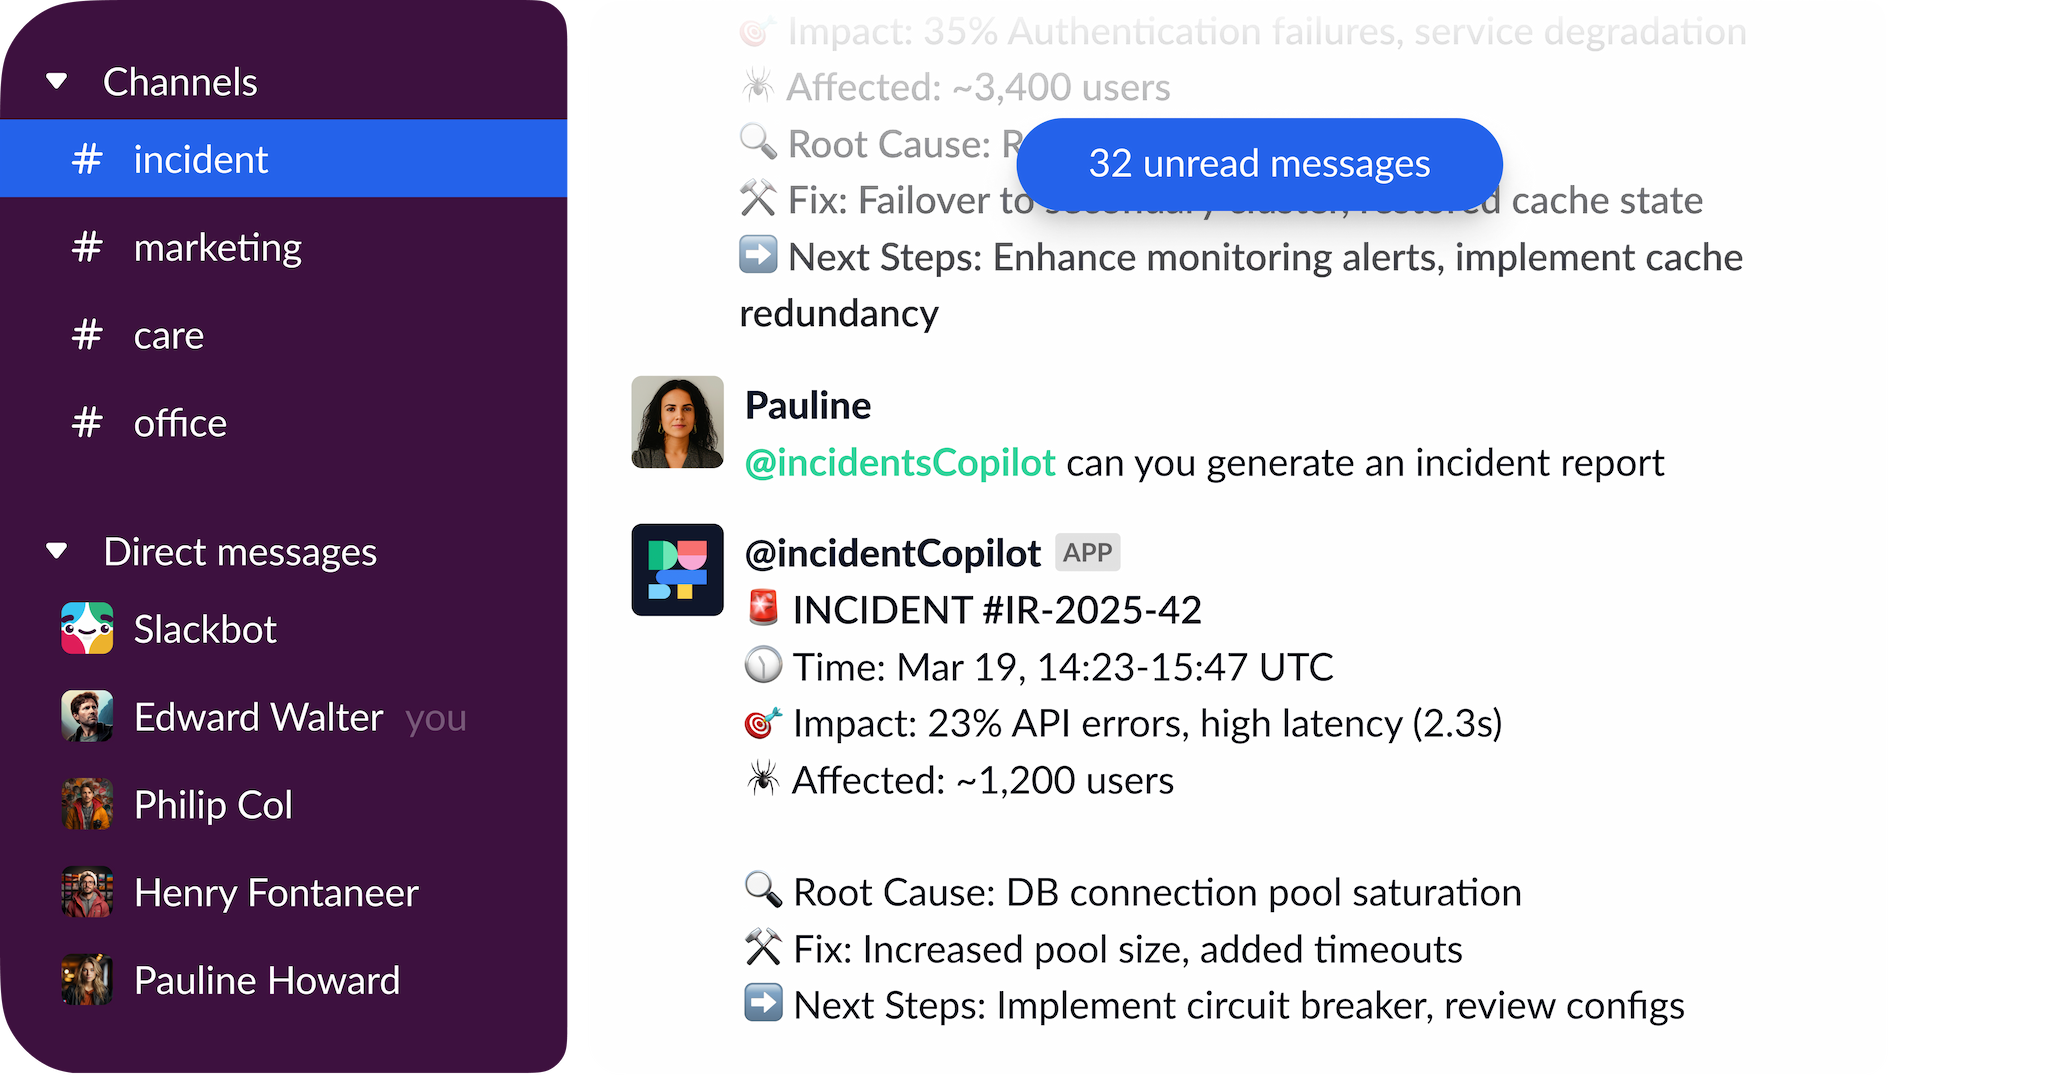 Channels
# incident
# marketing
# care
# office
Direct messages
Slackbot
Edward Walter you
Philip Col
Henry Fontaneer
Pauline Howard
Impact: 35% Authentication failures, service degradation
Affected: ~3,400 users
Root Cause:
32 unread messages
Fix: Failover to secondary cluster, restored cache state
Next Steps: Enhance monitoring alerts, implement cache
redundancy
Pauline
@incidentsCopilot can you generate an incident report
@incidentCopilot APP
INCIDENT #IR-2025-42
Time: Mar 19, 14:23-15:47 UTC
Impact: 23% API errors, high latency (2.3s)
Affected: ~1,200 users
Root Cause: DB connection pool saturation
Fix: Increased pool size, added timeouts
Next Steps: Implement circuit breaker, review configs